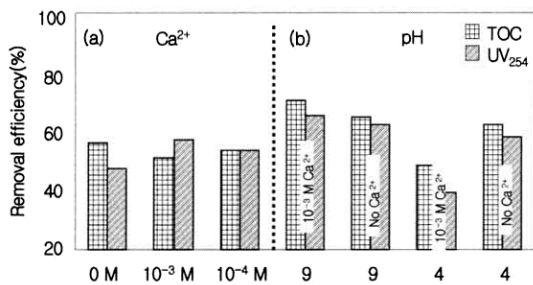 100
(a) Ca²⁺ (b) pH
TOC
UV₂₅₄
80
60
40
20
Removal efficiency(%)
10⁻³ M Ca²⁺
No Ca²⁺
10⁻³ M Ca²⁺
No Ca²⁺
0 M 10⁻³ M 10⁻⁴ M 9 9 4 4